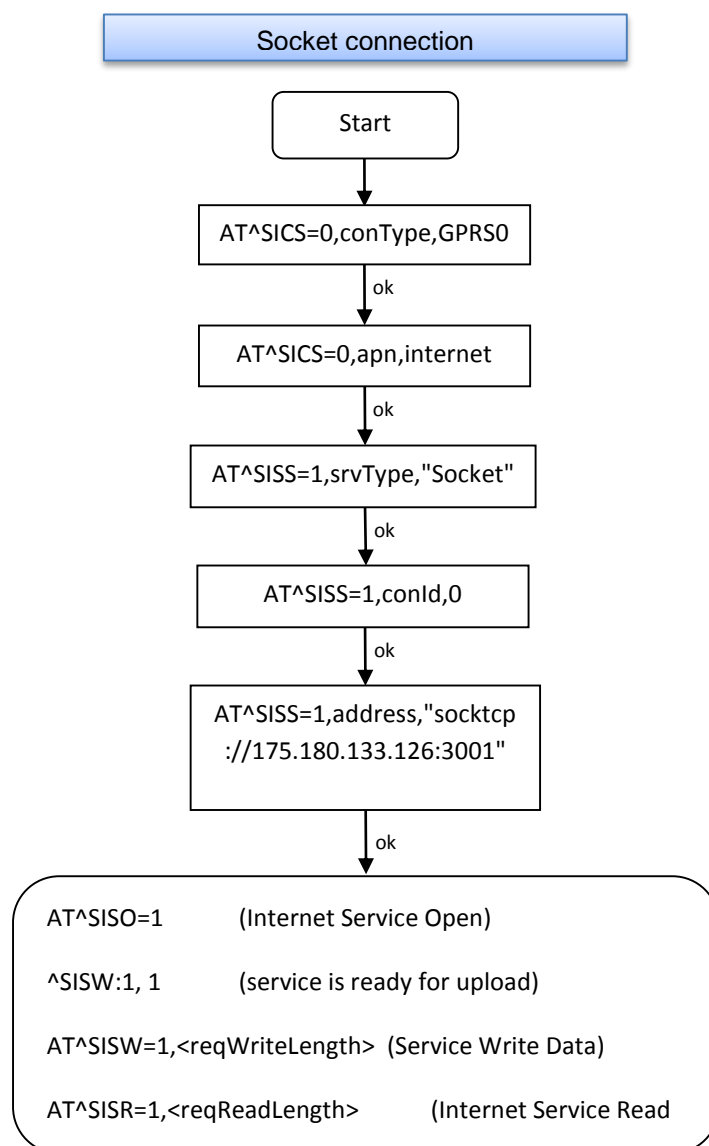 Socket connection
Start
AT^SICS=0,conType,GPRS0
ok
AT^SICS=0,apn,internet
ok
AT^SISS=1,srvType,"Socket"
ok
AT^SISS=1,conId,0
ok
AT^SISS=1,address,"socktcp
://175.180.133.126:3001"
ok
AT^SISO=1 (Internet Service Open)
^SISW:1, 1 (service is ready for upload)
AT^SISW=1,<reqWriteLength> (Service Write Data)
AT^SISR=1,<reqReadLength> (Internet Service Read